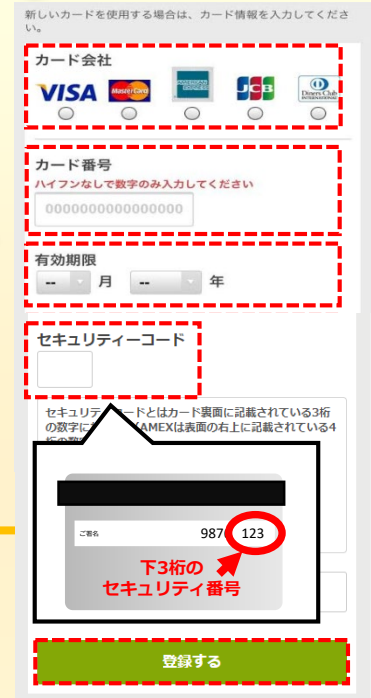 新しいカードを使用する場合は、カード情報を入力してくださ
い。
カード会社
VISA MasterCard AMERICAN EXPRESS JCB Diners Club INTERNATIONAL
カード番号
ハイフンなしで数字のみ入力してください
0000000000000000
有効期限
-- 月 -- 年
セキュリティーコード
セキュリティーコードとはカード裏面に記載されている3桁
の数字に
AMEXは表面の右上に記載されている4
ご署名 987 123
下3桁の
セキュリティ番号
登録する